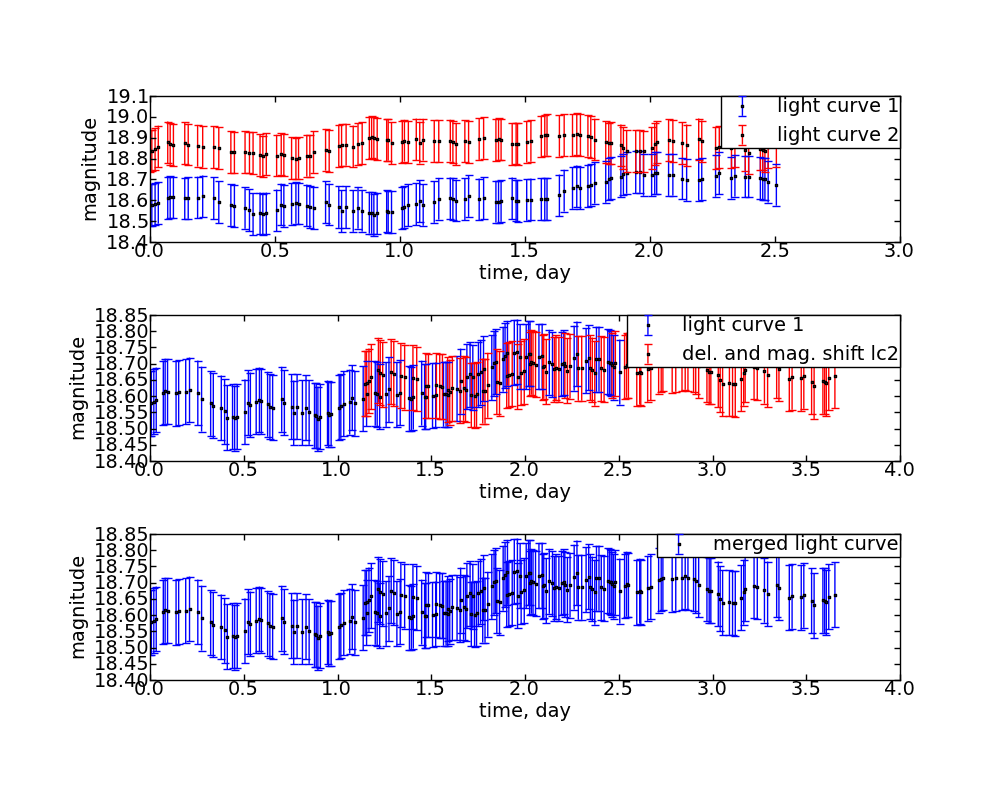 19.1
19.0
18.9
18.8
18.7
18.6
18.5
18.4
magnitude
light curve 1
light curve 2
0.0 0.5 1.0 1.5 2.0 2.5 3.0
time, day
18.85
18.80
18.75
18.70
18.65
18.60
18.55
18.50
18.45
18.40
magnitude
light curve 1
del. and mag. shift lc2
0.0 0.5 1.0 1.5 2.0 2.5 3.0 3.5 4.0
time, day
18.85
18.80
18.75
18.70
18.65
18.60
18.55
18.50
18.45
18.40
magnitude
merged light curve
0.0 0.5 1.0 1.5 2.0 2.5 3.0 3.5 4.0
time, day